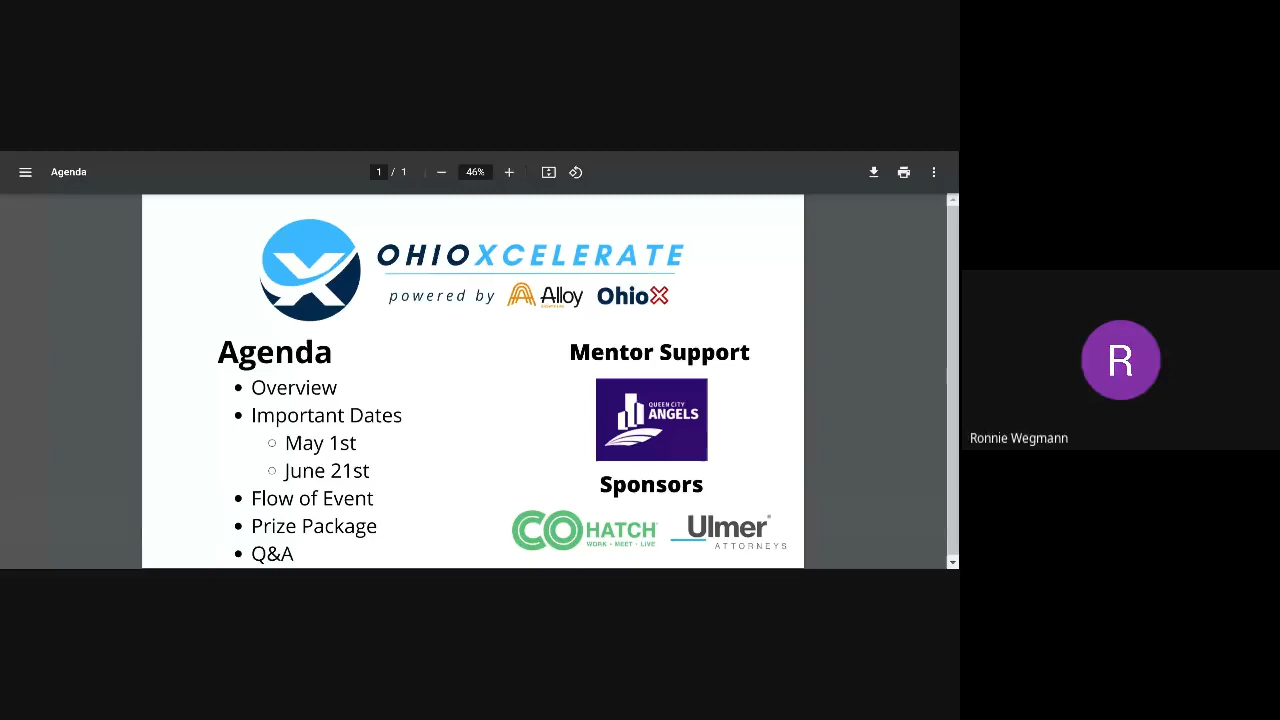 Agenda
1 / 1
46%
OHIOXCELERATE
powered by Alloy OhioX
Agenda
• Overview
• Important Dates
○ May 1st
○ June 21st
• Flow of Event
• Prize Package
• Q&A
Mentor Support
QUEEN CITY
ANGELS
Sponsors
COHATCH
WORK • MEET • LIVE
Ulmer
ATTORNEYS
R
Ronnie Wegmann